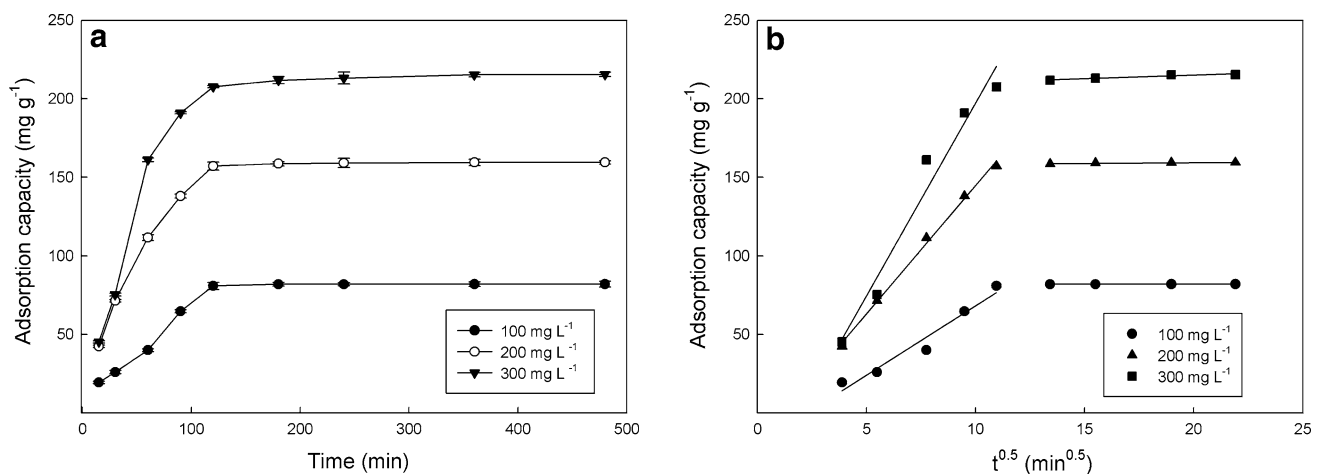 a
250
200
150
100
50
Adsorption capacity (mg g-1)
100 mg L-1
200 mg L-1
300 mg L-1
0 100 200 300 400 500
Time (min)
b
250
200
150
100
50
Adsorption capacity (mg g-1)
100 mg L-1
200 mg L-1
300 mg L-1
0 5 10 15 20 25
t0.5 (min0.5)